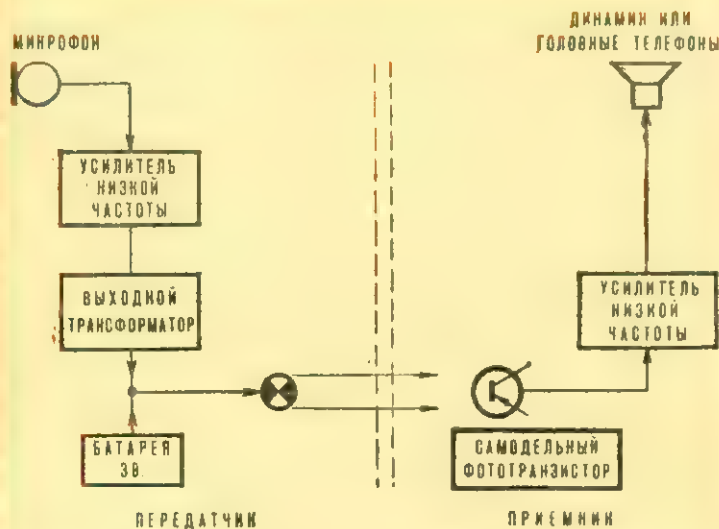 МИКРОФОН
УСИЛИТЕЛЬ
НИЗКОЙ
ЧАСТОТЫ
ВЫХОДНОЙ
ТРАНСФОРМАТОР
БАТАРЕЯ
3В.
ПЕРЕДАТЧИК
ДИНАМИК ИЛИ
ГОЛОВНЫЕ ТЕЛЕФОНЫ
УСИЛИТЕЛЬ
НИЗКОЙ
ЧАСТОТЫ
САМОДЕЛЬНЫЙ
ФОТОТРАНЗИСТОР
ПРИЕМНИК